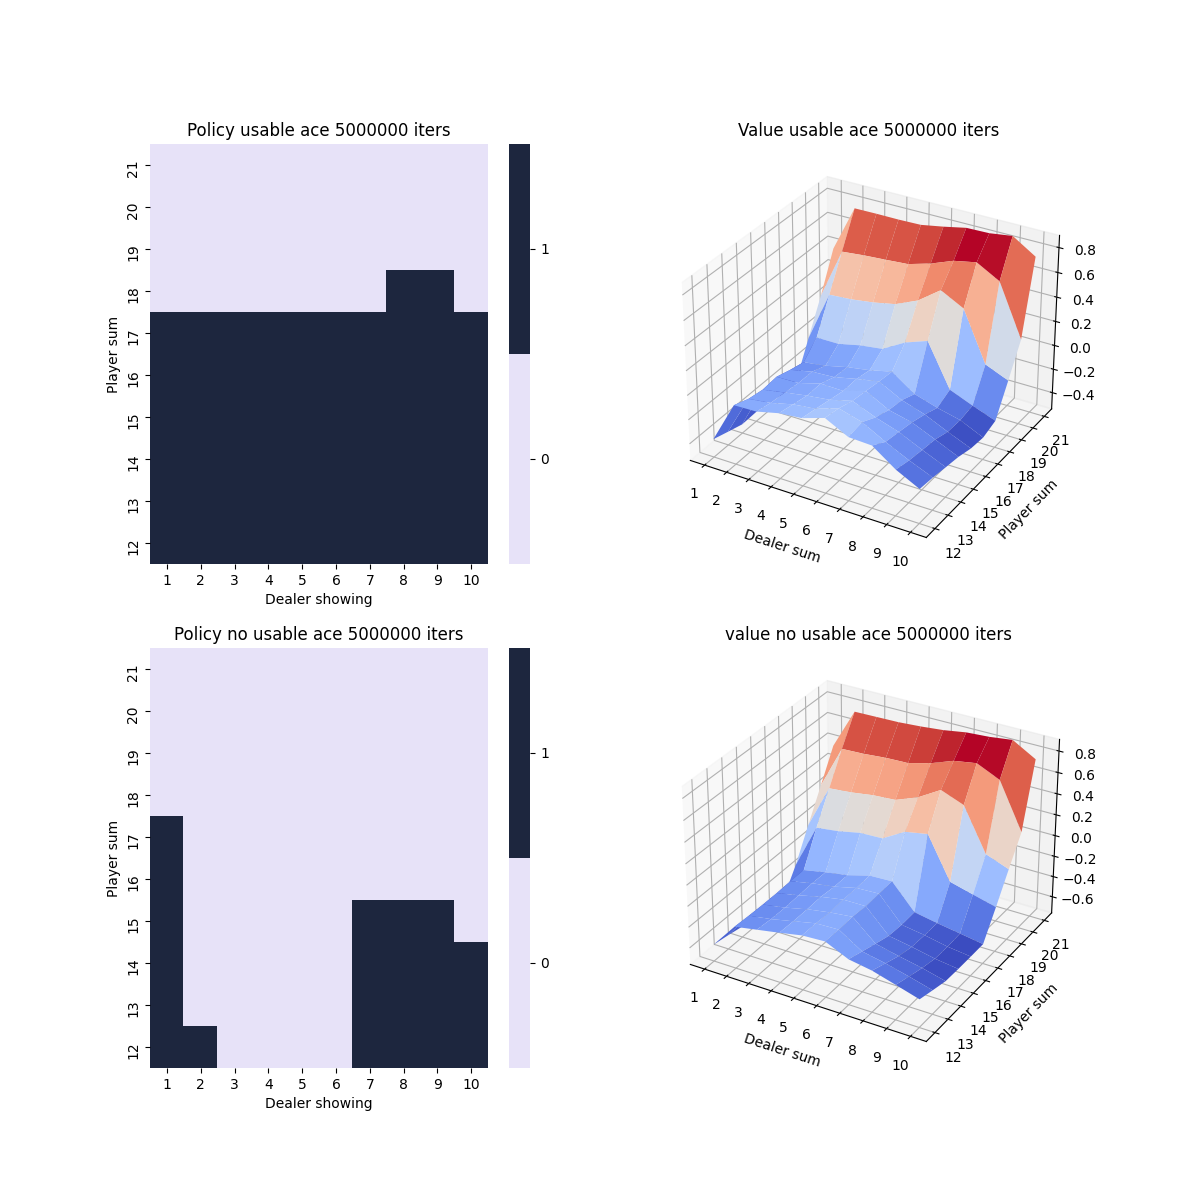 Policy usable ace 5000000 iters
21
20
19
18
17
16
15
14
13
12
Player sum
1 2 3 4 5 6 7 8 9 10
Dealer showing
1
0
Value usable ace 5000000 iters
0.8
0.6
0.4
0.2
0.0
−0.2
−0.4
1 2 3 4 5 6 7 8 9 10
Dealer sum
12 13 14 15 16 17 18 19 20 21
Player sum
Policy no usable ace 5000000 iters
21
20
19
18
17
16
15
14
13
12
Player sum
1 2 3 4 5 6 7 8 9 10
Dealer showing
1
0
value no usable ace 5000000 iters
0.8
0.6
0.4
0.2
0.0
−0.2
−0.4
−0.6
1 2 3 4 5 6 7 8 9 10
Dealer sum
12 13 14 15 16 17 18 19 20 21
Player sum